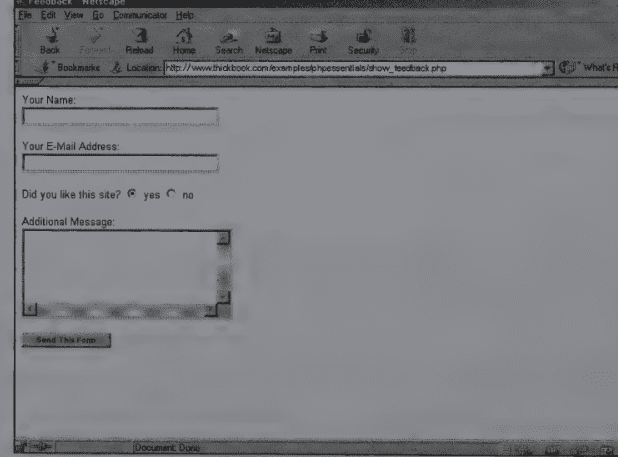 Feedback - Netscape
File Edit View Go Communicator Help
Back Forward Reload Home Search Netscape Print Security Stop
Bookmarks Location: http://www.thickbook.com/examples/phpessentials/show_feedback.php What's R
Your Name:
Your E-Mail Address:
Did you like this site? yes no
Additional Message:
Send This Form
Document: Done